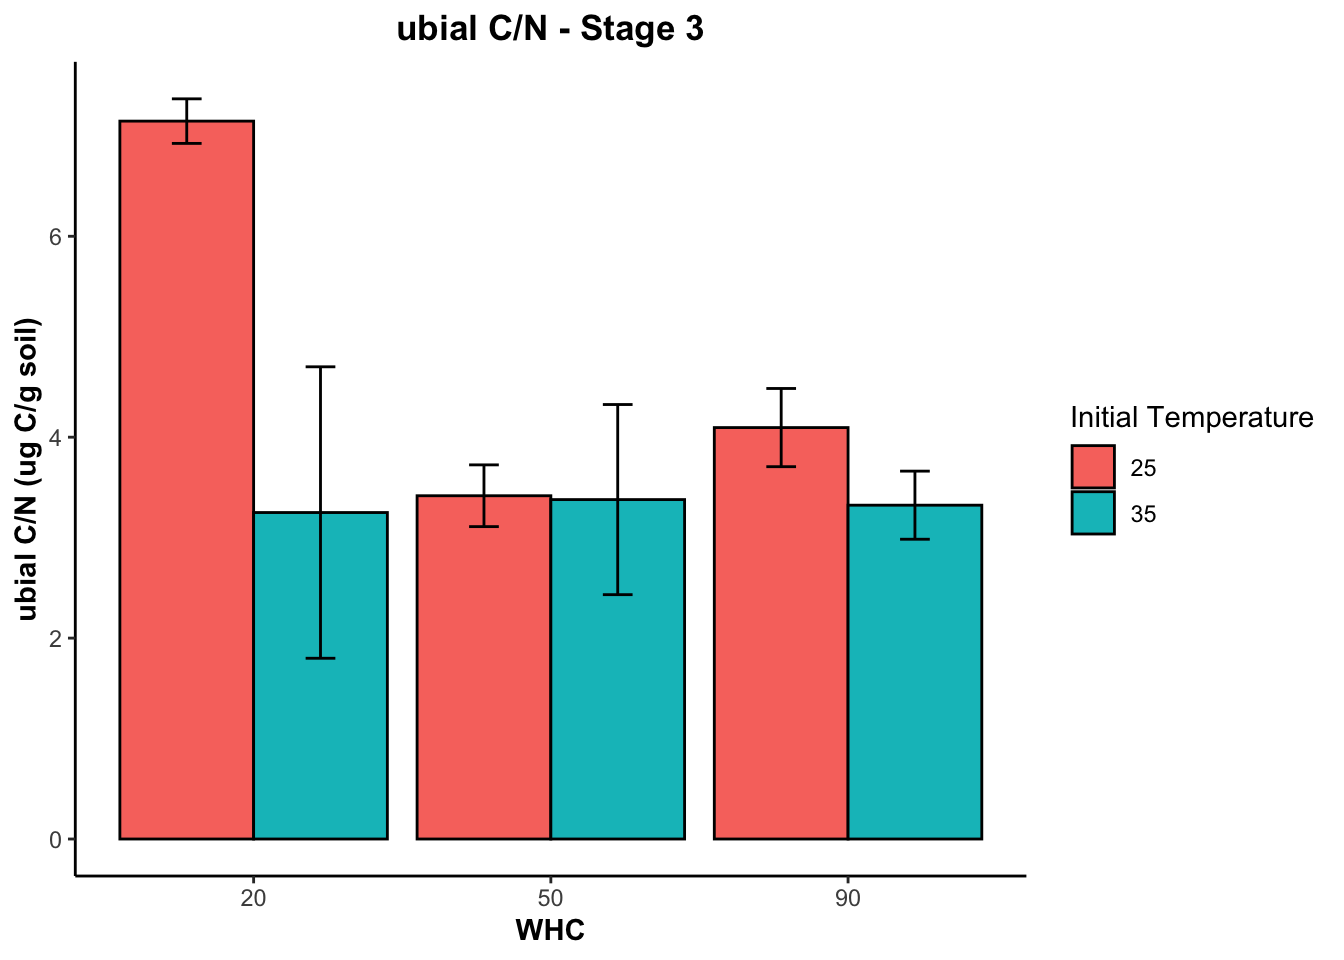 ubial C/N - Stage 3
ubial C/N (ug C/g soil)
6
4
2
0
20
50
90
WHC
Initial Temperature
25
35